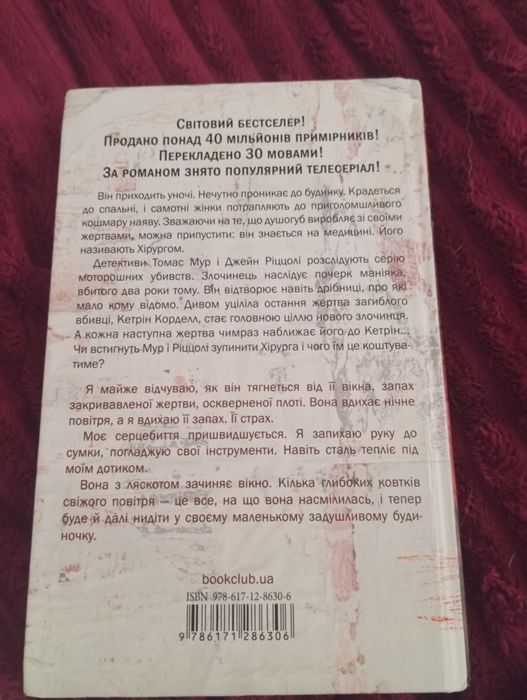 СВІТОВИЙ БЕСТСЕЛЕР!
ПРОДАНО ПОНАД 40 МІЛЬЙОНІВ ПРИМІРНИКІВ!
ПЕРЕКЛАДЕНО 30 МОВАМИ!
ЗА РОМАНОМ ЗНЯТО ПОПУЛЯРНИЙ ТЕЛЕСЕРІАЛ!
Він приходить уночі. Нечутно проникає до будинку. Крадеться
до спальні, і самотні жінки потрапляють до приголомшливого
кошмару наяву. Зважаючи на те, що душогуб виробляє зі своїми
жертвами, можна припустити: він знається на медицині. Його
називають Хірургом.
Детективи Томас Мур і Джейн Ріццолі розслідують серію
моторошних убивств. Злочинець наслідує почерк маніяка,
вбитого два роки тому. Він відтворює навіть дрібниці, про які
мало кому відомо. Дивом уціліла остання жертва загиблого
вбивці, Кетрін Корделл, стає головною ціллю нового злочинця.
А кожна наступна жертва чимраз наближає його до Кетрін...
Чи встигнуть Мур і Ріццолі зупинити Хірурга і чого їм це коштува-
тиме?
Я майже відчуваю, як він тягнеться від її вікна, запах
закривавленої жертви, оскверненої плоті. Вона вдихає нічне
повітря, а я вдихаю її запах. Її страх.
Моє серцебиття пришвидшується. Я запихаю руку до
сумки, погладжую свої інструменти. Навіть сталь тепліє під
моїм дотиком.
Вона з ляскотом зачиняє вікно. Кілька глибоких ковтків
свіжого повітря – це все, на що вона насмілилась, і тепер
буде й далі нидіти у своєму маленькому задушливому буди-
ночку.
bookclub.ua
ISBN 978-617-12-8630-6
9 786171 286306